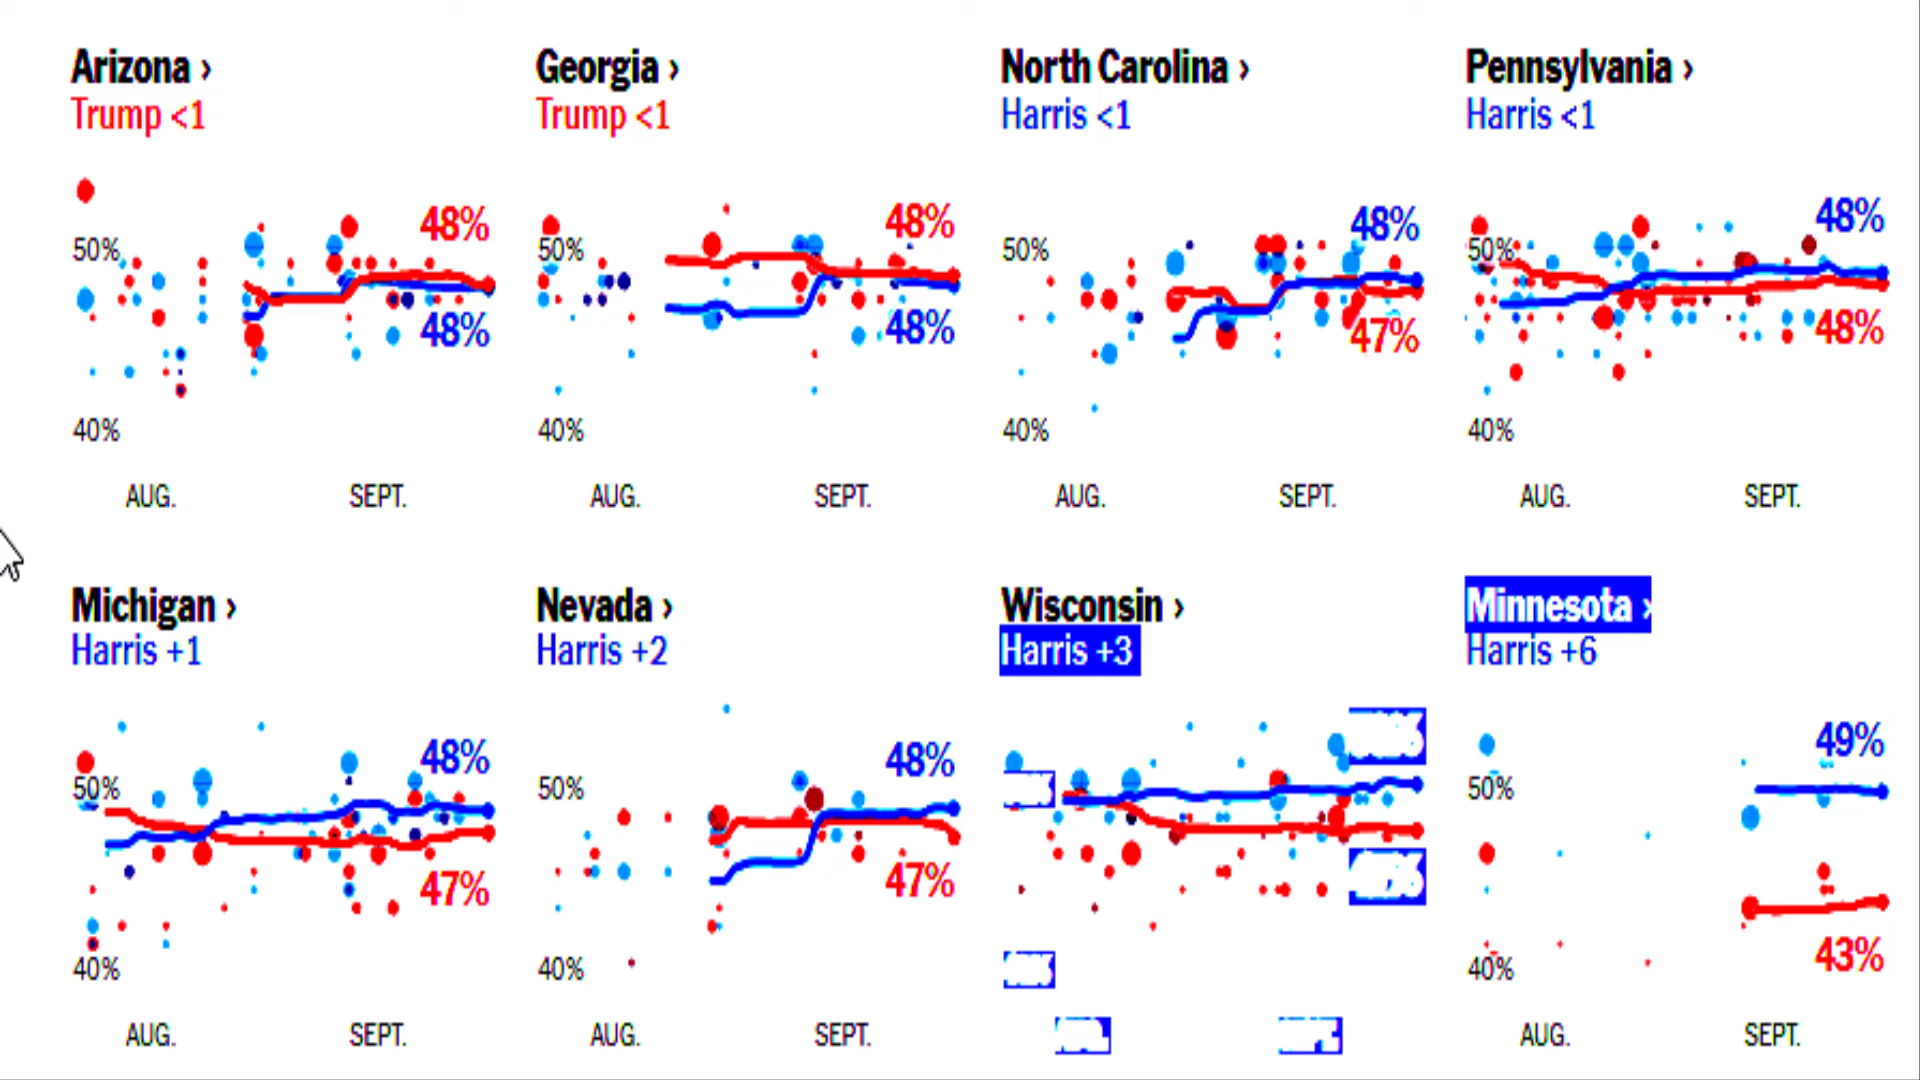 Arizona ›
Trump <1
50%
48%
48%
40%
AUG. SEPT.
Georgia ›
Trump <1
50%
48%
48%
40%
AUG. SEPT.
North Carolina ›
Harris <1
50%
48%
47%
40%
AUG. SEPT.
Pennsylvania ›
Harris <1
50%
48%
48%
40%
AUG. SEPT.
Michigan ›
Harris +1
50%
48%
47%
40%
AUG. SEPT.
Nevada ›
Harris +2
50%
48%
47%
40%
AUG. SEPT.
Wisconsin ›
Harris +3
Minnesota ›
Harris +6
50%
49%
43%
40%
AUG. SEPT.